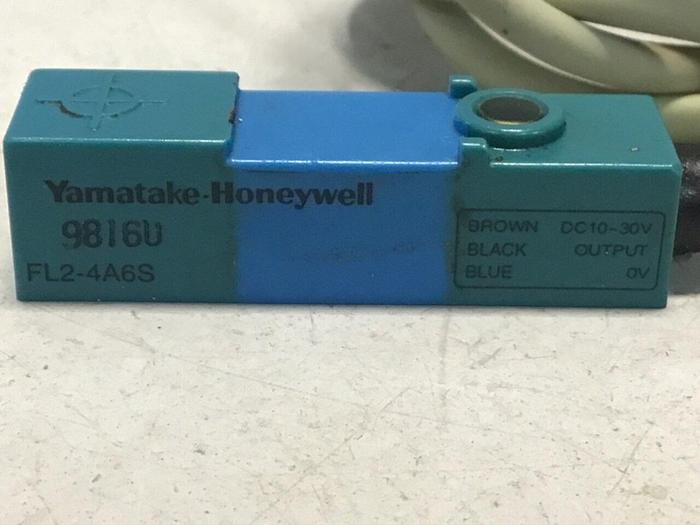 Yamatake-Honeywell
9816U
FL2-4A6S
BROWN DC10-30V
BLACK OUTPUT
BLUE 0V